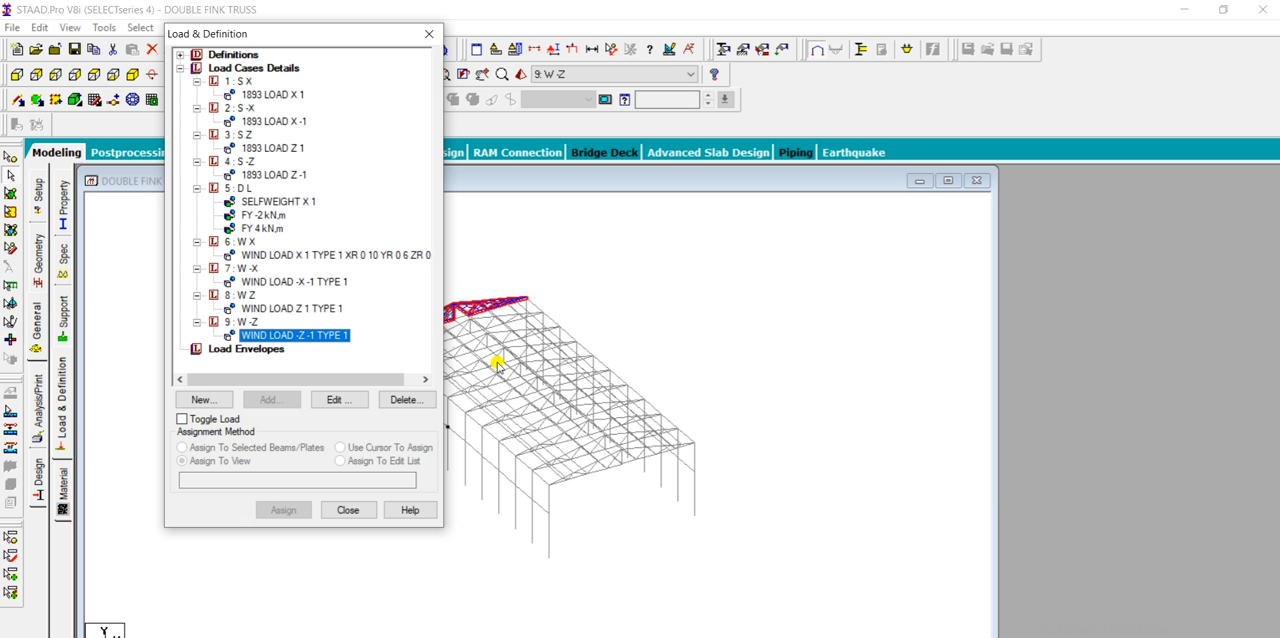 STAAD.Pro V8i (SELECTseries 4) - DOUBLE FINK TRUSS
File Edit View Tools Select
Load & Definition
9: W -Z
Definitions
Load Cases Details
1 : S X
1893 LOAD X 1
2 : S -X
1893 LOAD X -1
3 : S Z
1893 LOAD Z 1
4 : S -Z
1893 LOAD Z -1
5 : D L
SELFWEIGHT X 1
FY -2 kN,m
FY 4 kN,m
6 : W X
WIND LOAD X 1 TYPE 1 XR 0 10 YR 0 6 ZR 0
7 : W -X
WIND LOAD -X -1 TYPE 1
8 : W Z
WIND LOAD Z 1 TYPE 1
9 : W -Z
WIND LOAD -Z -1 TYPE 1
Load Envelopes
New... Add... Edit ... Delete...
Toggle Load
Assignment Method
Assign To Selected Beams/Plates Use Cursor To Assign
Assign To View Assign To Edit List
Assign Close Help
Modeling Postprocessin sign RAM Connection Bridge Deck Advanced Slab Design Piping Earthquake
DOUBLE FINK
Setup
Geometry
General
Analysis/Print
Design
Property
Spec
Support
Load & Definition
Material
Y